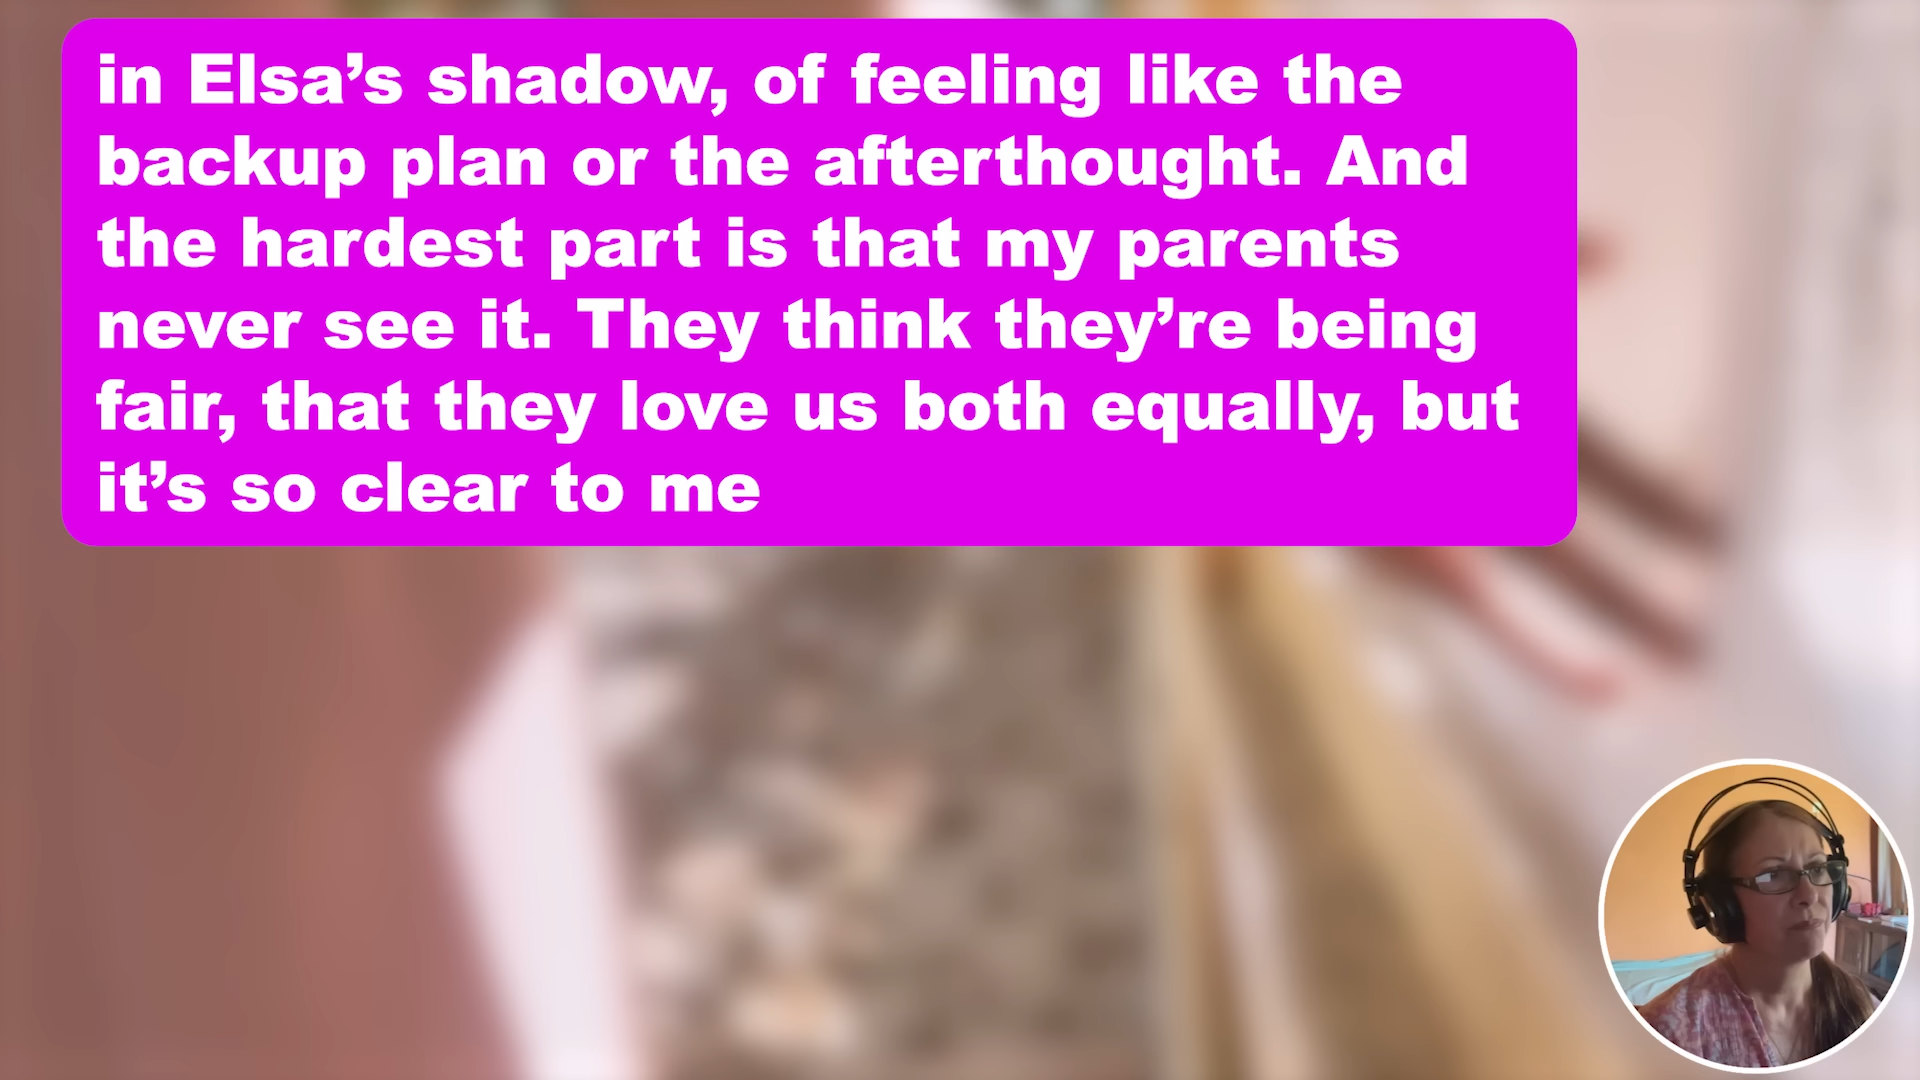 in Elsa’s shadow, of feeling like the
backup plan or the afterthought. And
the hardest part is that my parents
never see it. They think they’re being
fair, that they love us both equally, but
it’s so clear to me